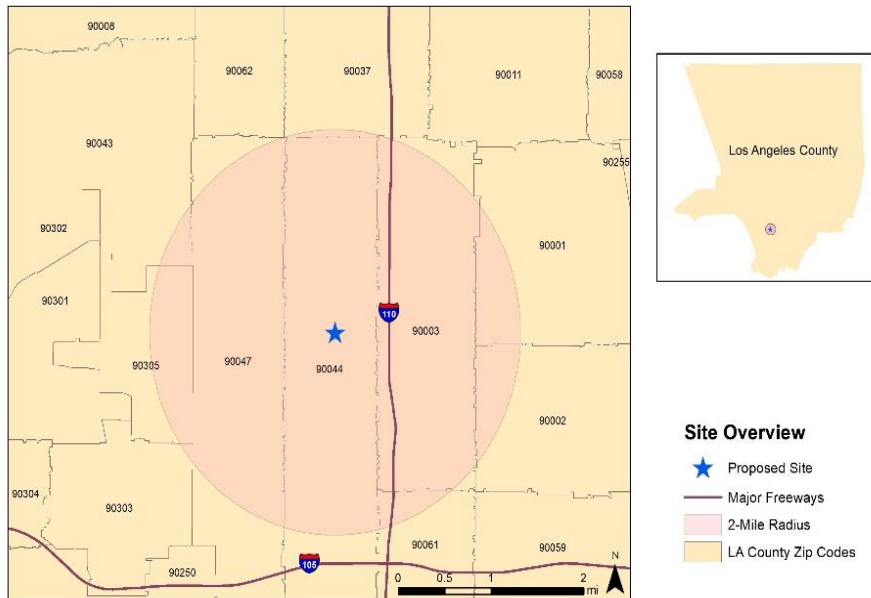 90008
90062
90037
90011
90058
90043
90255
90302
90001
90301
110
90003
90305
90047
90044
90002
90304
90303
90061
90059
90250
105
N
0 0.5 1 2
mi
Los Angeles County
Site Overview
Proposed Site
Major Freeways
2-Mile Radius
LA County Zip Codes